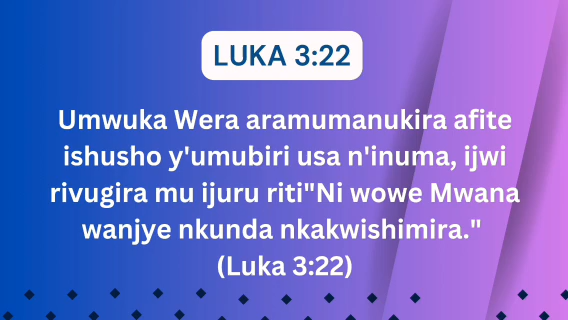 LUKA 3:22
Umwuka Wera aramumanukira afite
ishusho y'umubiri usa n'inuma, ijwi
rivugira mu ijuru riti"Ni wowe Mwana
wanjye nkunda nkakwishimira."
(Luka 3:22)